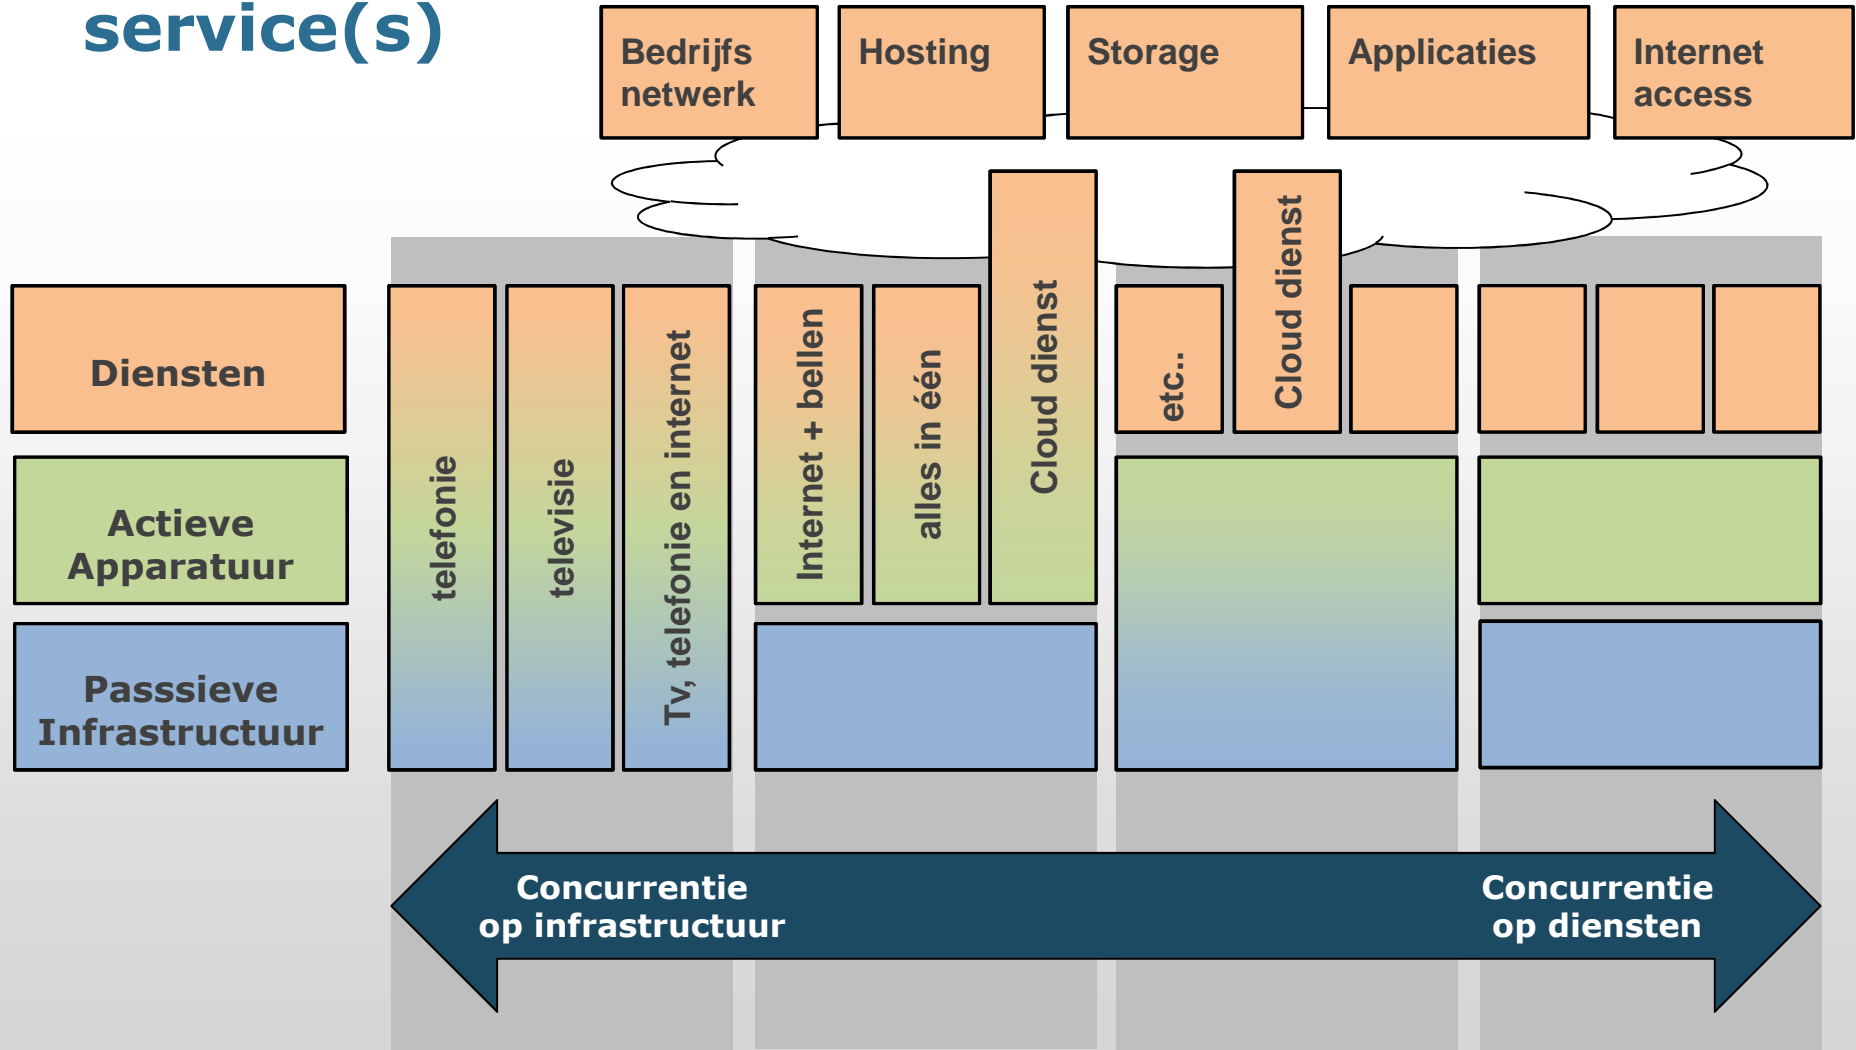 service(s)
Bedrijfs
netwerk
Hosting
Storage
Applicaties
Internet
access
Diensten
Actieve
Apparatuur
Passsieve
Infrastructuur
telefonie
televisie
Tv, telefonie en internet
Internet + bellen
alles in één
Cloud dienst
etc..
Cloud dienst
Concurrentie
op infrastructuur
Concurrentie
op diensten